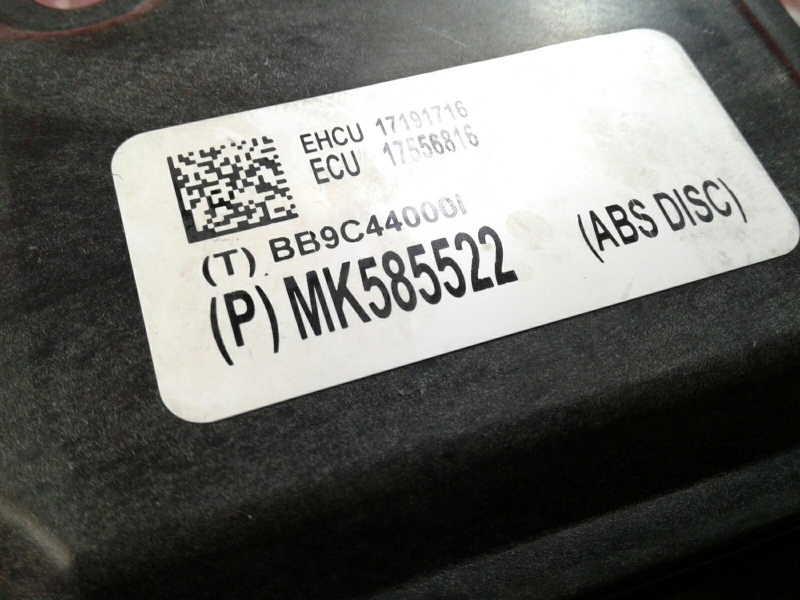 EHCU 17191716
ECU 17556816
(T) BB9C44000I
(P) MK585522
(ABS DISC)